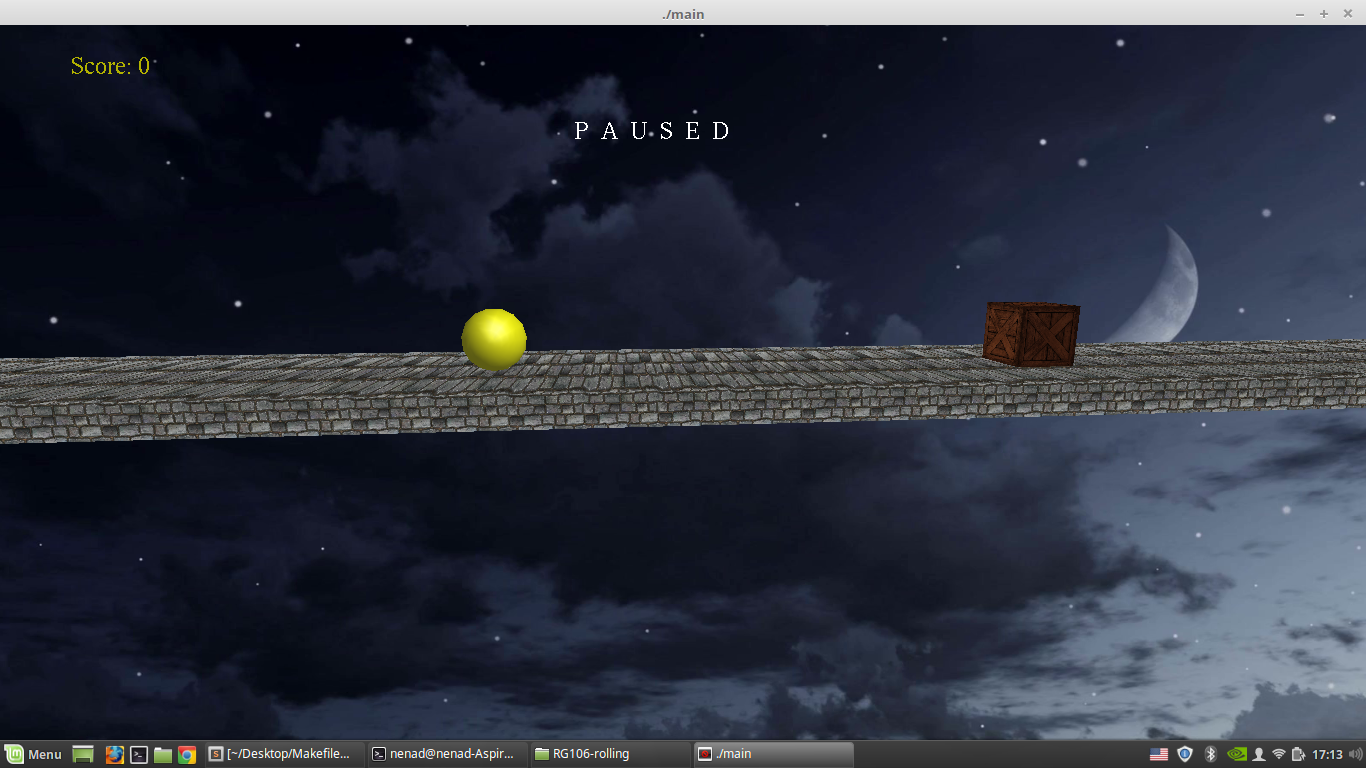 ./main
Score: 0
P A U S E D
Menu
[~/Desktop/Makefile...
nenad@nenad-Aspir...
RG106-rolling
./main
17:13